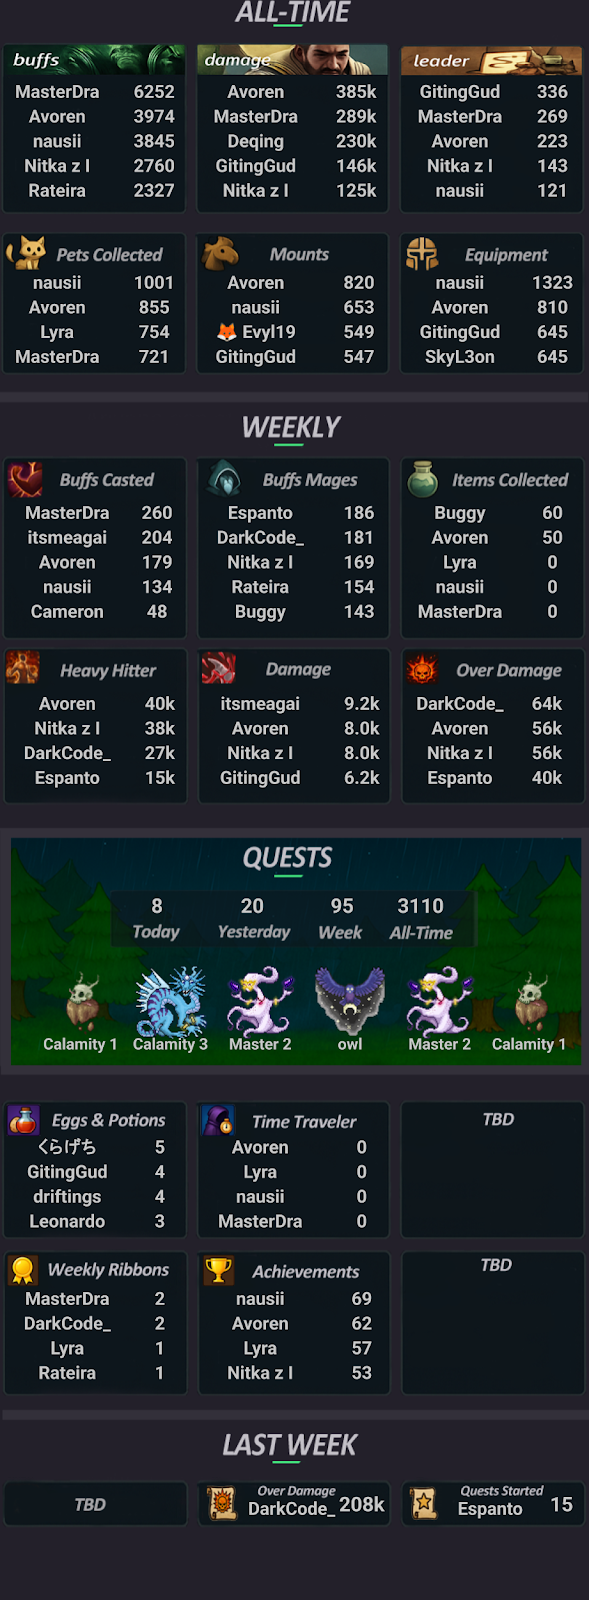 ALL-TIME
buffs
MasterDra 6252
Avoren 3974
nausii 3845
Nitka z l 2760
Rateira 2327
damage
Avoren 385k
MasterDra 289k
Deqing 230k
GitingGud 146k
Nitka z l 125k
leader
GitingGud 336
MasterDra 269
Avoren 223
Nitka z l 143
nausii 121
Pets Collected
nausii 1001
Avoren 855
Lyra 754
MasterDra 721
Mounts
Avoren 820
nausii 653
🦊 Evyl19 549
GitingGud 547
Equipment
nausii 1323
Avoren 810
GitingGud 645
SkyL3on 645
WEEKLY
Buffs Casted
MasterDra 260
itsmeagai 204
Avoren 179
nausii 134
Cameron 48
Buffs Mages
Espanto 186
DarkCode_ 181
Nitka z l 169
Rateira 154
Buggy 143
Items Collected
Buggy 60
Avoren 50
Lyra 0
nausii 0
MasterDra 0
Heavy Hitter
Avoren 40k
Nitka z l 38k
DarkCode_ 27k
Espanto 15k
Damage
itsmeagai 9.2k
Avoren 8.0k
Nitka z l 8.0k
GitingGud 6.2k
Over Damage
DarkCode_ 64k
Avoren 56k
Nitka z l 56k
Espanto 40k
QUESTS
8 20 95 3110
Today Yesterday Week All-Time
Calamity 1 Calamity 3 Master 2 owl Master 2 Calamity 1
Eggs & Potions
くらげち 5
GitingGud 4
driftings 4
Leonardo 3
Time Traveler
Avoren 0
Lyra 0
nausii 0
MasterDra 0
TBD
Weekly Ribbons
MasterDra 2
DarkCode_ 2
Lyra 1
Rateira 1
Achievements
nausii 69
Avoren 62
Lyra 57
Nitka z l 53
TBD
LAST WEEK
TBD
Over Damage
DarkCode_ 208k
Quests Started
Espanto 15